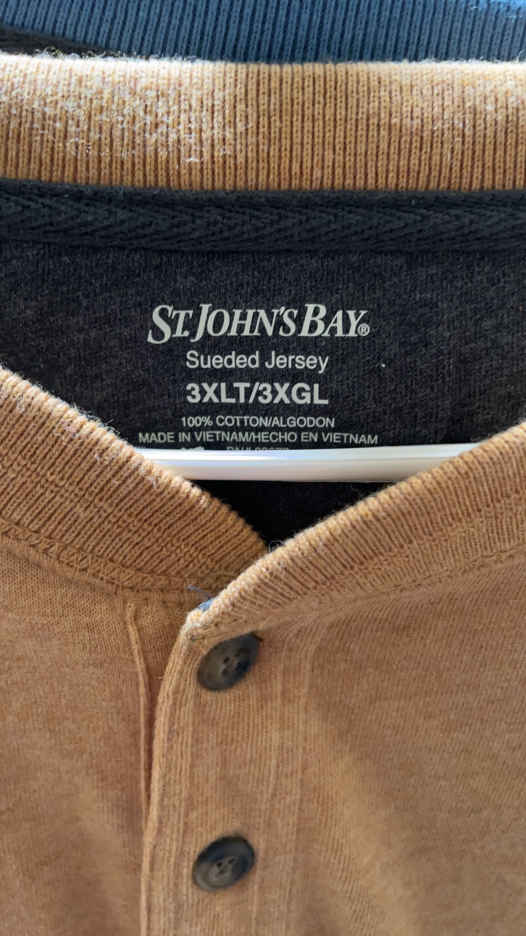 ST. JOHN'S BAY®
Sueded Jersey
3XLT/3XGL
100% COTTON/ALGODON
MADE IN VIETNAM/HECHO EN VIETNAM